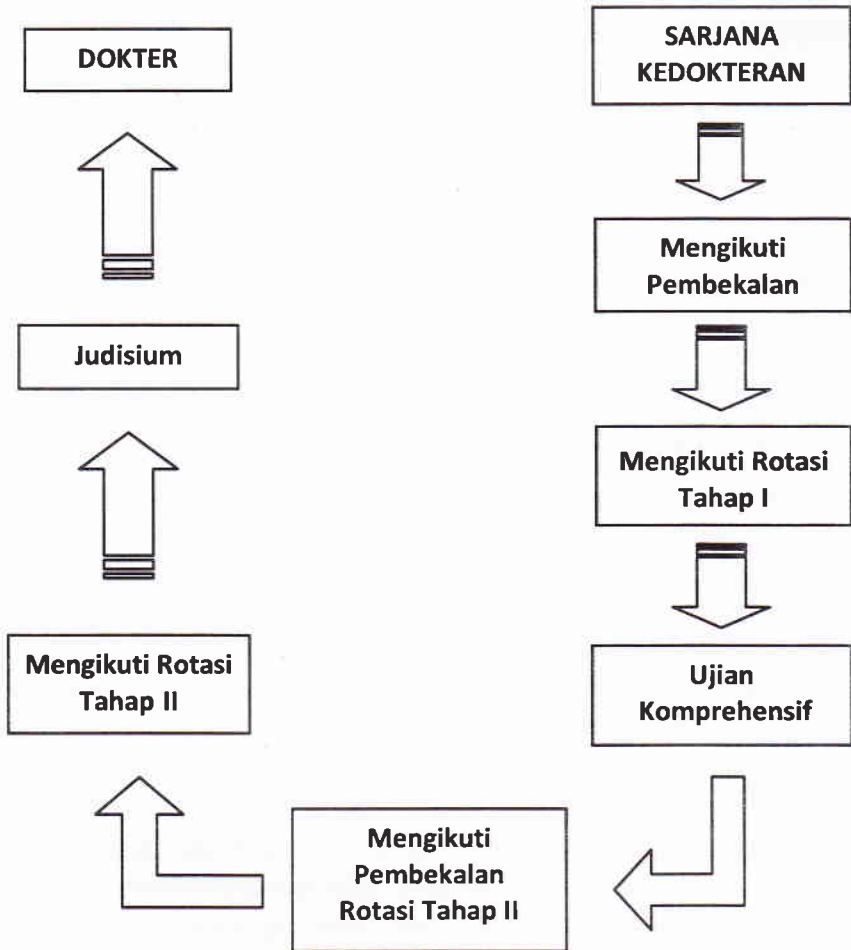 DOKTER
SARJANA
KEDOKTERAN
Mengikuti
Pembekalan
Judisium
Mengikuti Rotasi
Tahap I
Mengikuti Rotasi
Tahap II
Ujian
Komprehensif
Mengikuti
Pembekalan
Rotasi Tahap II